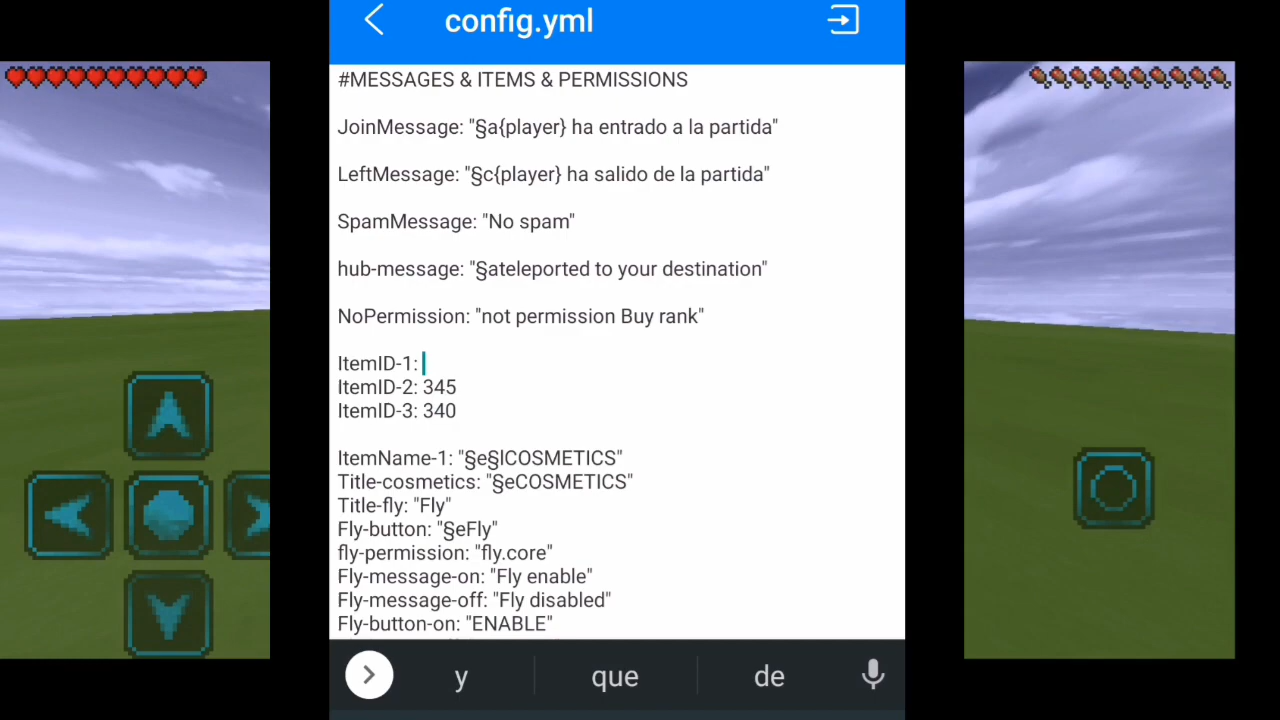 config.yml
#MESSAGES & ITEMS & PERMISSIONS
JoinMessage: "§a{player} ha entrado a la partida"
LeftMessage: "§c{player} ha salido de la partida"
SpamMessage: "No spam"
hub-message: "§ateleported to your destination"
NoPermission: "not permission Buy rank"
ItemID-1:
ItemID-2: 345
ItemID-3: 340
ItemName-1: "§e§lCOSMETICS"
Title-cosmetics: "§eCOSMETICS"
Title-fly: "Fly"
Fly-button: "§eFly"
fly-permission: "fly.core"
Fly-message-on: "Fly enable"
Fly-message-off: "Fly disabled"
Fly-button-on: "ENABLE"
y que de